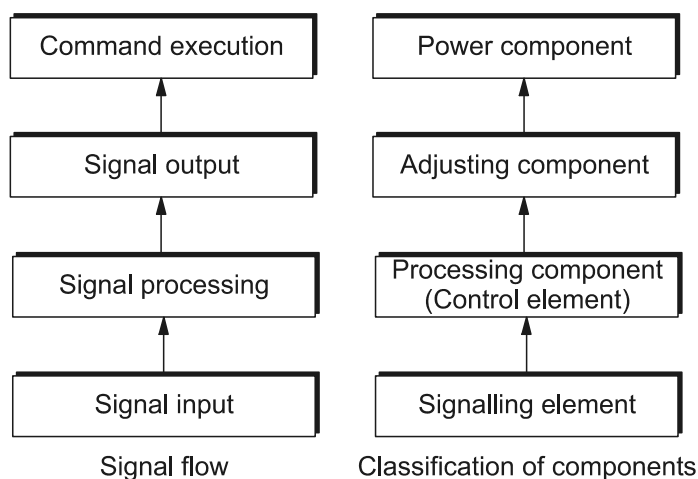 Command execution
Signal output
Signal processing
Signal input
Signal flow
Power component
Adjusting component
Processing component
(Control element)
Signalling element
Classification of components